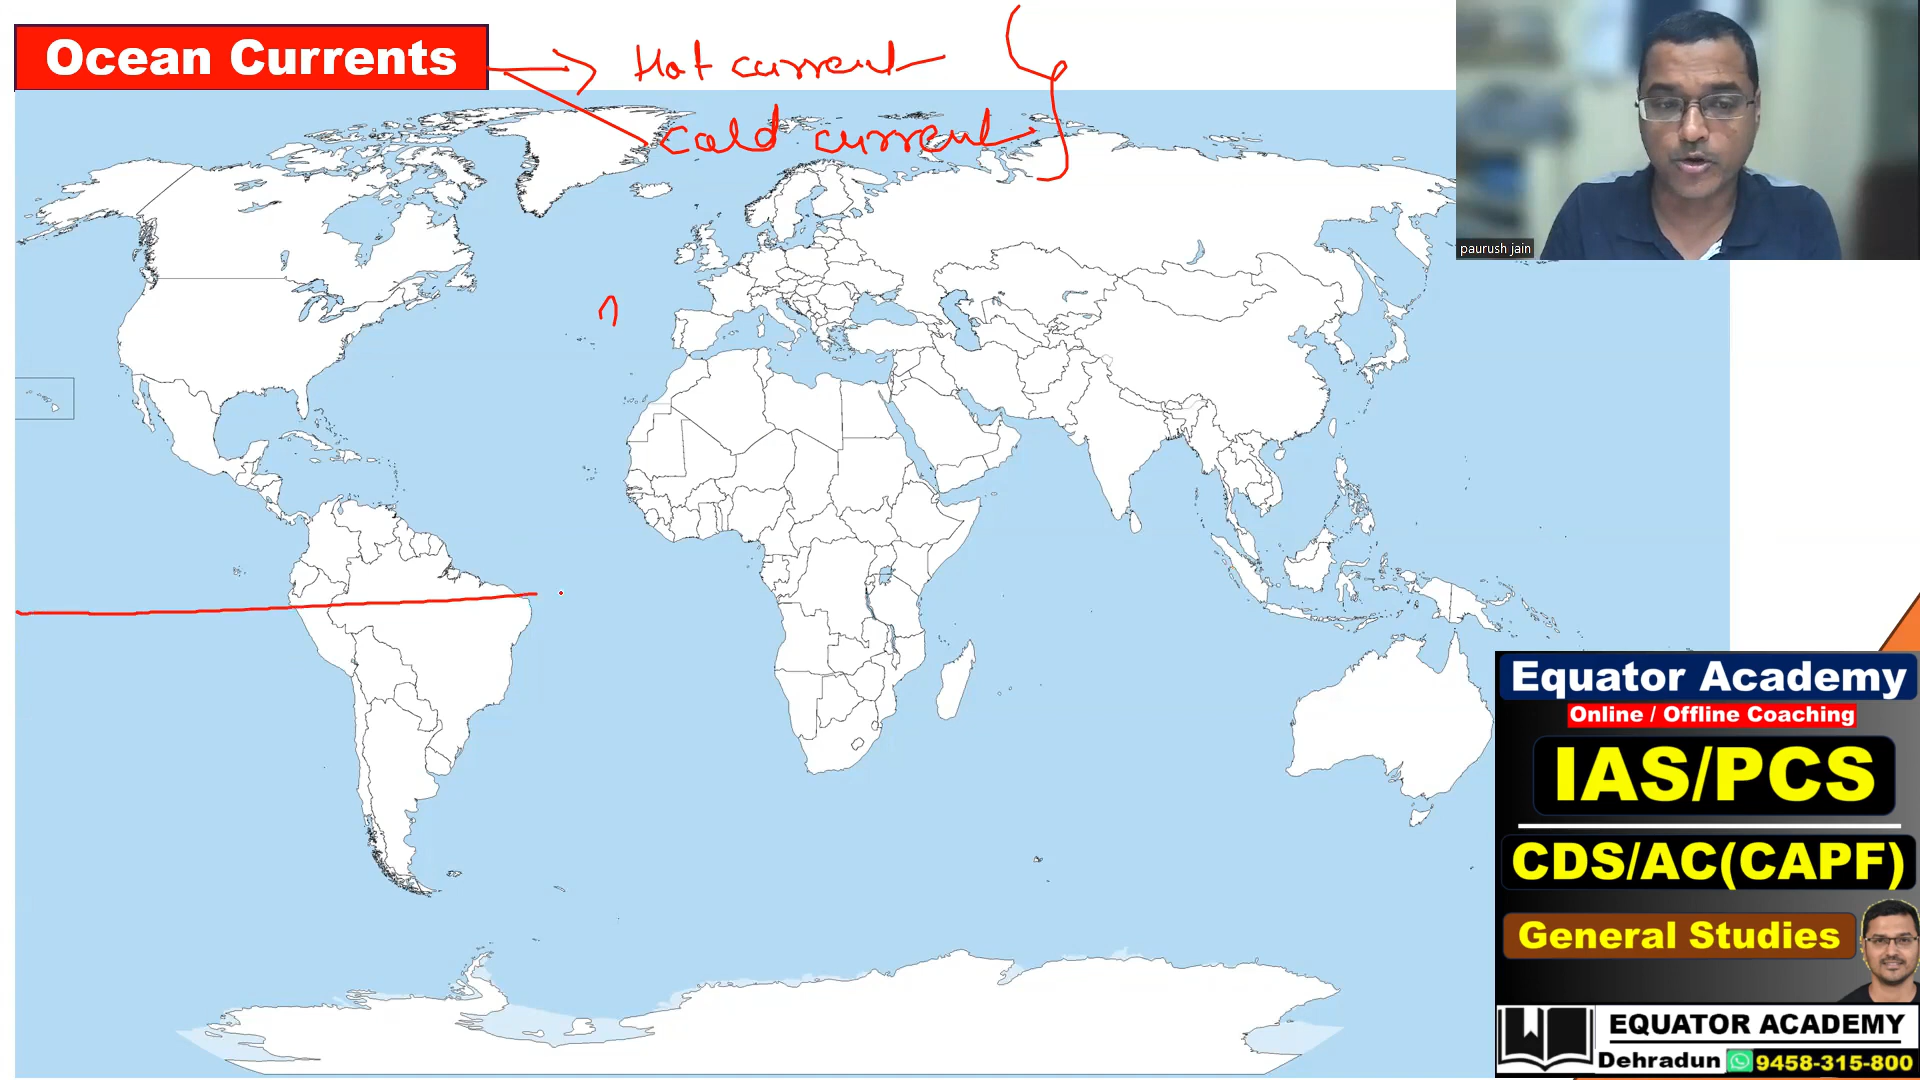 Ocean Currents
Hot current
Cold current
paurush jain
Equator Academy
Online / Offline Coaching
IAS/PCS
CDS/AC(CAPF)
General Studies
EQUATOR ACADEMY
Dehradun 9458-315-800